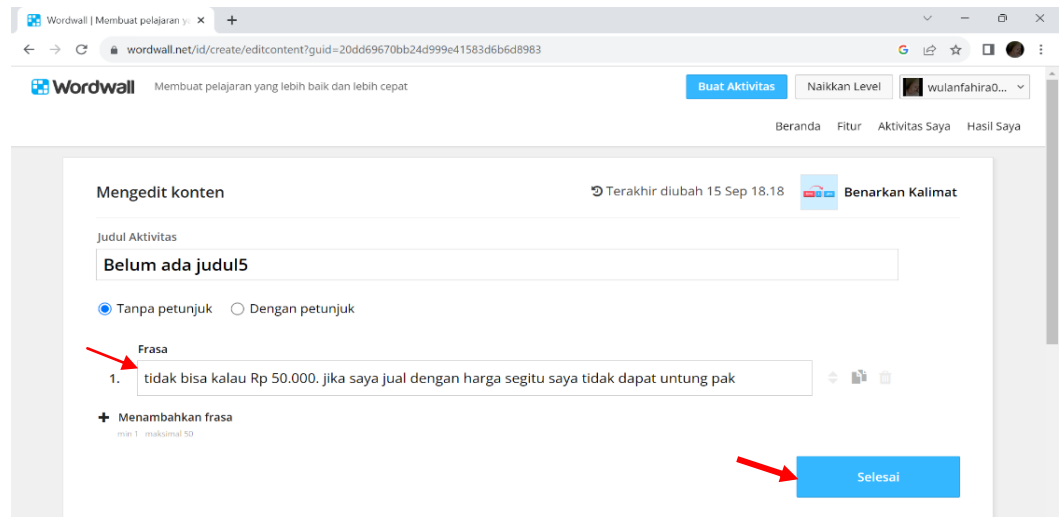 Wordwall | Membuat pelajaran y
wordwall.net/id/create/editcontent?guid=20dd69670bb24d999e41583d6b6d8983
Wordwall Membuat pelajaran yang lebih baik dan lebih cepat Buat Aktivitas Naikkan Level wulanfahira0...
Beranda Fitur Aktivitas Saya Hasil Saya
Mengedit konten Terakhir diubah 15 Sep 18.18 Benarkan Kalimat
Judul Aktivitas
Belum ada judul5
Tanpa petunjuk Dengan petunjuk
Frasa
1. tidak bisa kalau Rp 50.000. jika saya jual dengan harga segitu saya tidak dapat untung pak
Menambahkan frasa
min 1 maksimal 50
Selesai